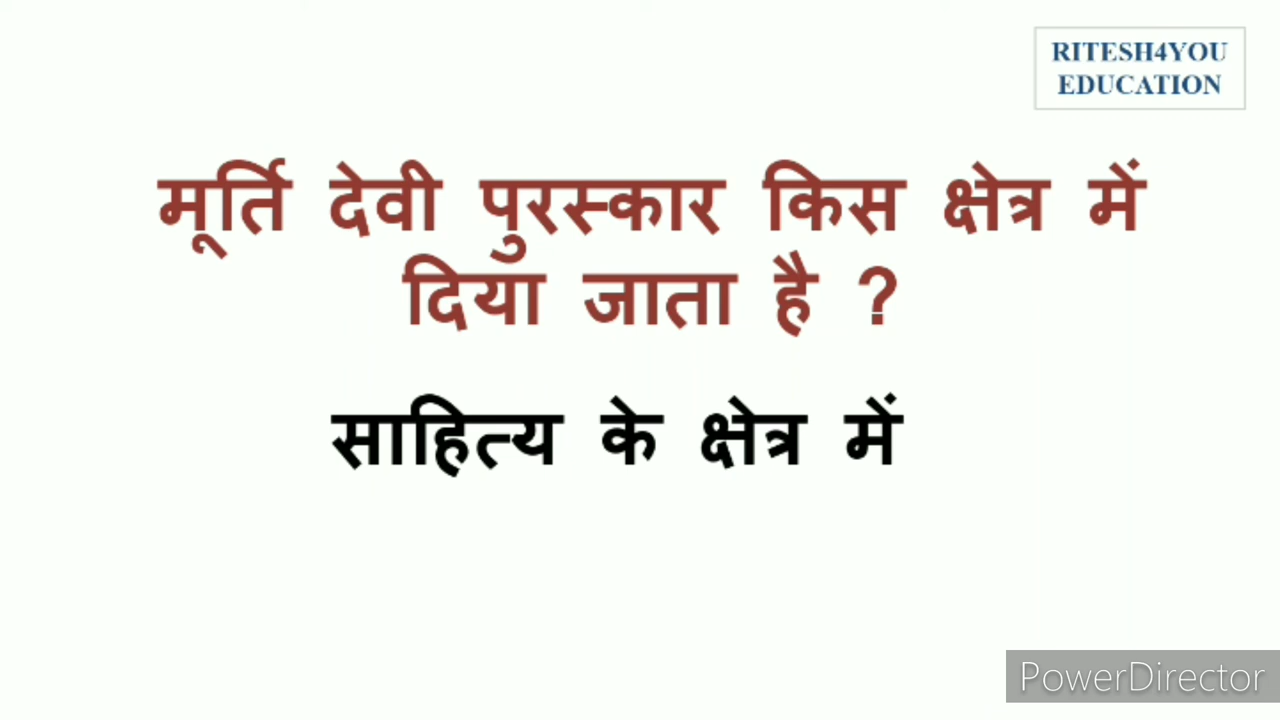 RITESH4YOU
EDUCATION
मूर्ति देवी पुरस्कार किस क्षेत्र में
दिया जाता है ?
साहित्य के क्षेत्र में
PowerDirector